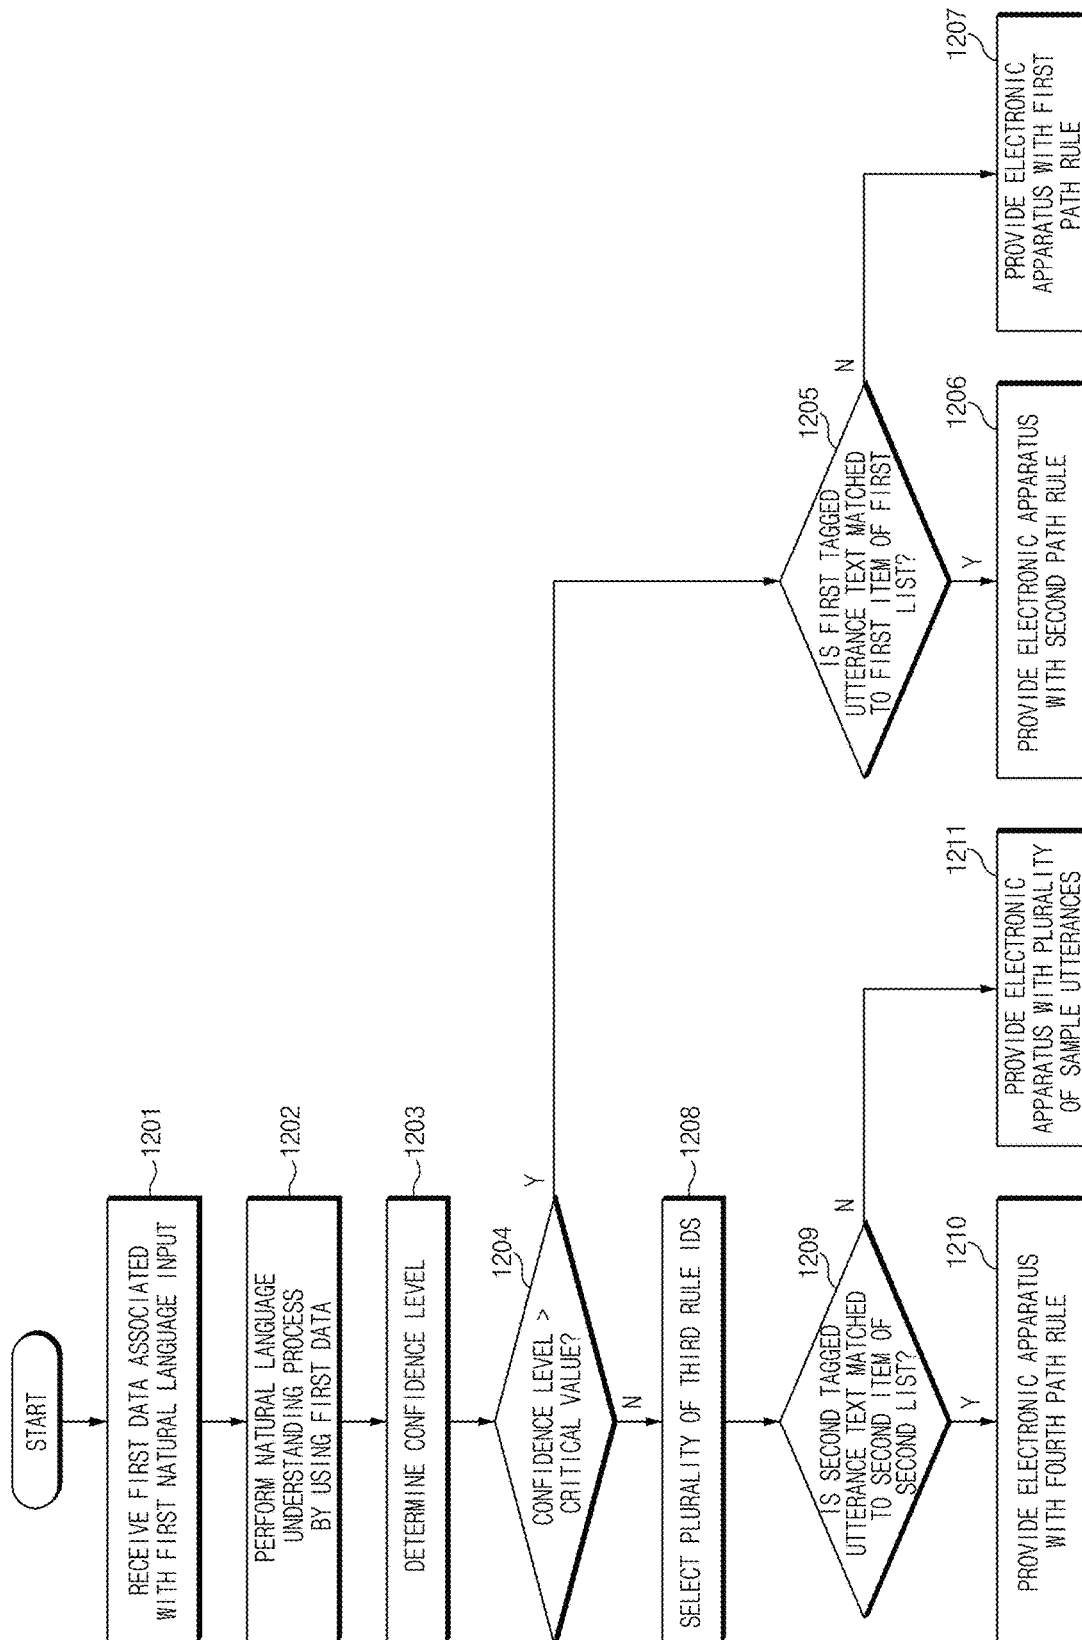 START
1201
RECEIVE FIRST DATA ASSOCIATED
WITH FIRST NATURAL LANGUAGE INPUT
1202
PERFORM NATURAL LANGUAGE
UNDERSTANDING PROCESS
BY USING FIRST DATA
1203
DETERMINE CONFIDENCE LEVEL
1204
CONFIDENCE LEVEL >
CRITICAL VALUE?
Y
N
1208
SELECT PLURALITY OF THIRD RULE IDS
1209
IS SECOND TAGGED
UTTERANCE TEXT MATCHED
TO SECOND ITEM OF
SECOND LIST?
N
Y
1205
IS FIRST TAGGED
UTTERANCE TEXT MATCHED
TO FIRST ITEM OF FIRST
LIST?
N
Y
1210
PROVIDE ELECTRONIC APPARATUS
WITH FOURTH PATH RULE
1211
PROVIDE ELECTRONIC
APPARATUS WITH PLURALITY
OF SAMPLE UTTERANCES
1206
PROVIDE ELECTRONIC APPARATUS
WITH SECOND PATH RULE
1207
PROVIDE ELECTRONIC
APPARATUS WITH FIRST
PATH RULE